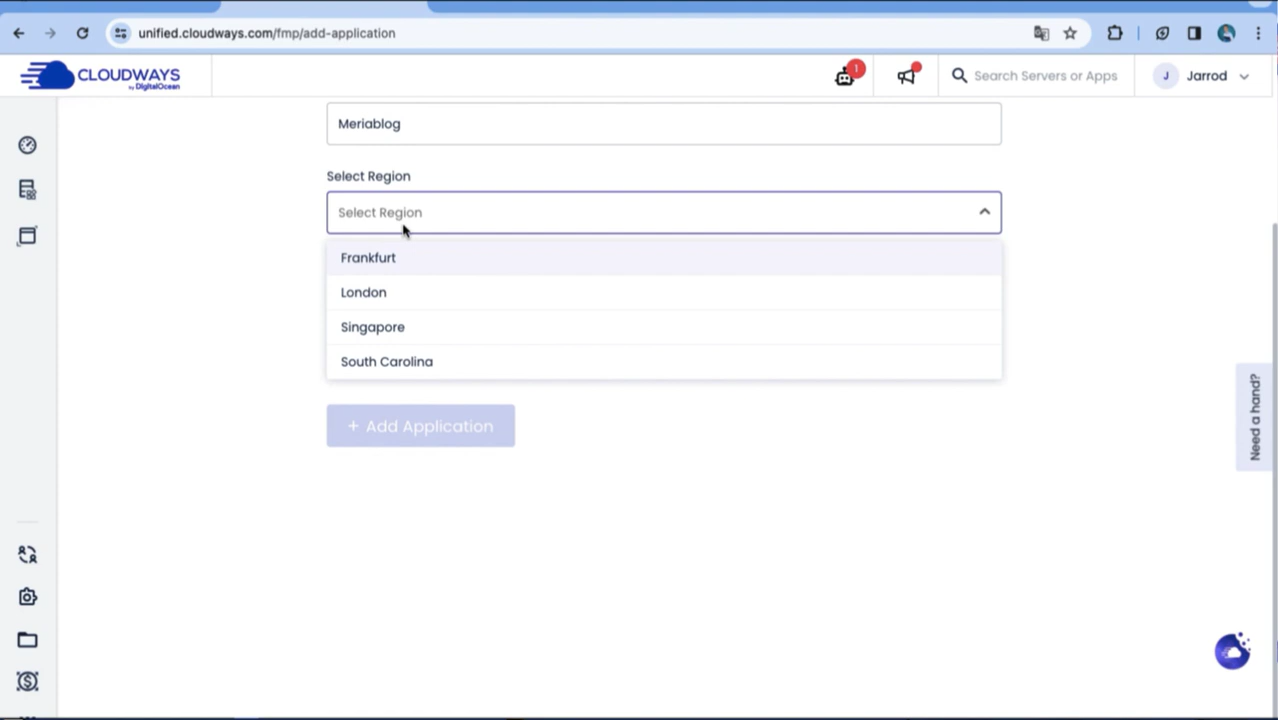 unified.cloudways.com/fmp/add-application
CLOUDWAYS
by DigitalOcean
1
Search Servers or Apps
J
Jarrod
Meriablog
Select Region
Select Region
Frankfurt
London
Singapore
South Carolina
+ Add Application
Need a hand?